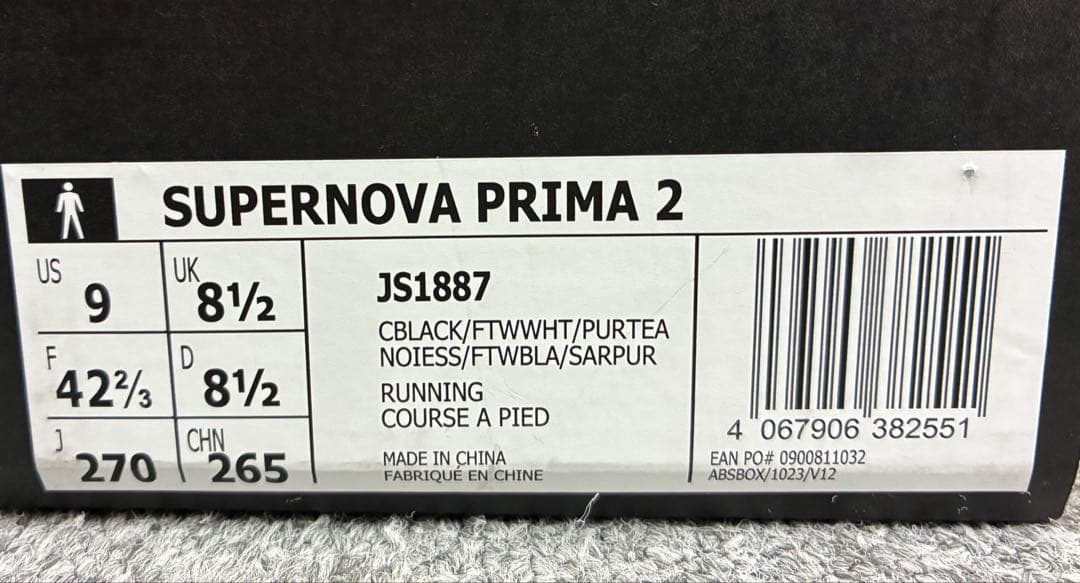 SUPERNOVA PRIMA 2
US 9
UK 8½
F 42⅔
D 8½
J 270
CHN 265
JS1887
CBLACK/FTWWHT/PURTEA
NOIESS/FTWBLA/SARPUR
RUNNING
COURSE A PIED
MADE IN CHINA
FABRIQUÉ EN CHINE
4 067906 382551
EAN PO# 0900811032
ABSBOX/1023/V12